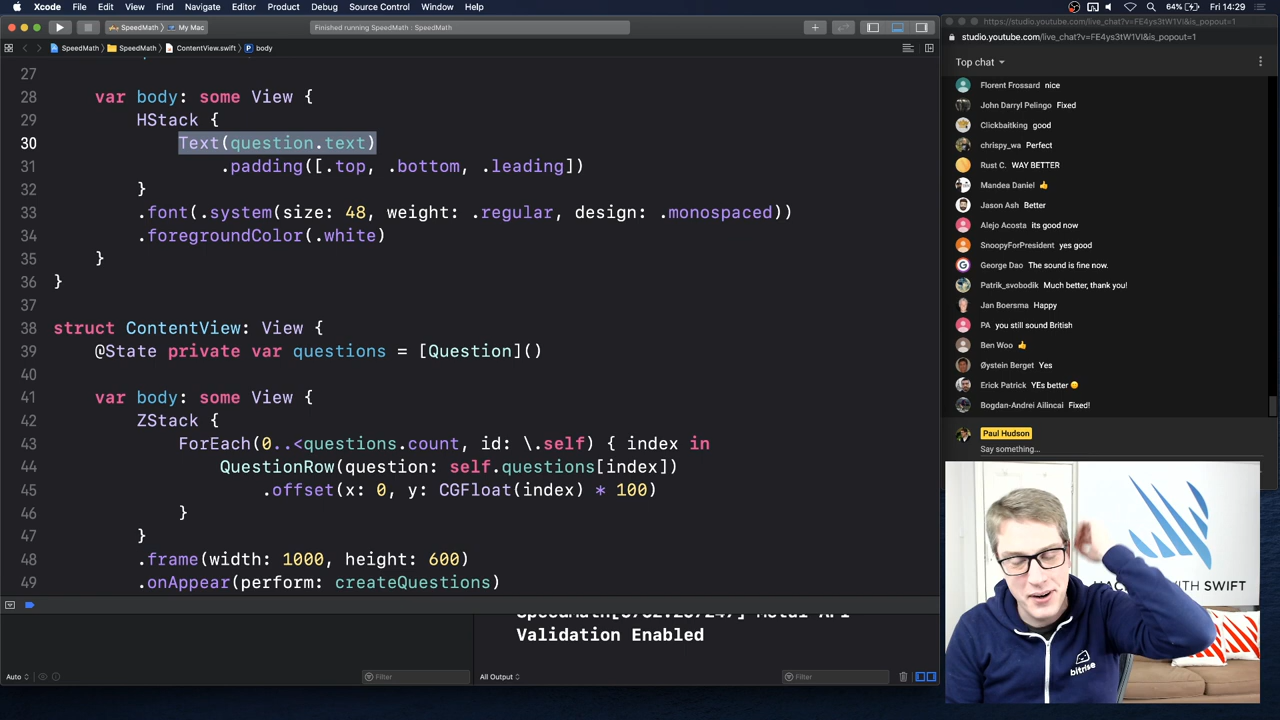 Xcode File Edit View Find Navigate Editor Product Debug Source Control Window Help
64% Fri 14:29
SpeedMath My Mac
Finished running SpeedMath : SpeedMath
SpeedMath SpeedMath ContentView.swift body
27
28 var body: some View {
29 HStack {
30 Text(question.text)
31 .padding([.top, .bottom, .leading])
32 }
33 .font(.system(size: 48, weight: .regular, design: .monospaced))
34 .foregroundColor(.white)
35 }
36 }
37
38 struct ContentView: View {
39 @State private var questions = [Question]()
40
41 var body: some View {
42 ZStack {
43 ForEach(0..<questions.count, id: \.self) { index in
44 QuestionRow(question: self.questions[index])
45 .offset(x: 0, y: CGFloat(index) * 100)
46 }
47 }
48 .frame(width: 1000, height: 600)
49 .onAppear(perform: createQuestions)
Validation Enabled
Auto
Filter
All Output
Filter
https://studio.youtube.com/live_chat?v=FE4ys3tW1VI&is_popout=1
studio.youtube.com/live_chat?v=FE4ys3tW1VI&is_popout=1
Top chat
Florent Frossard nice
John Darryl Pelingo Fixed
Clickbaitking good
chrispy_wa Perfect
Rust C. WAY BETTER
Mandea Daniel 👍
Jason Ash Better
Alejo Acosta its good now
SnoopyForPresident yes good
George Dao The sound is fine now.
Patrik_svobodik Much better, thank you!
Jan Boersma Happy
PA you still sound British
Ben Woo 👍
Øystein Berget Yes
Erick Patrick YEs better 😊
Bogdan-Andrei Ailincai Fixed!
Paul Hudson
Say something...
WITH SWIFT
bitrise